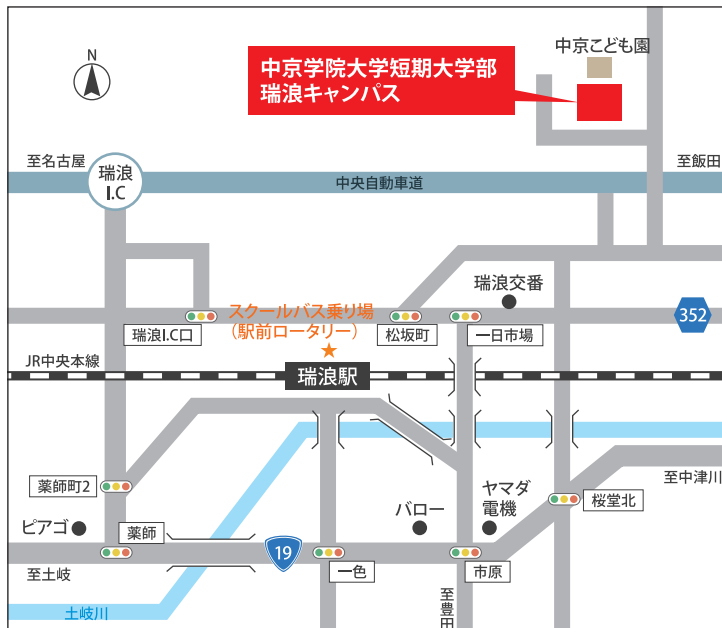 中京こども園
N
中京学院大学短期大学部
瑞浪キャンパス
至名古屋
瑞浪
I.C
中央自動車道
至飯田
瑞浪交番
スクールバス乗り場
（駅前ロータリー）
352
瑞浪I.C口
松坂町
一日市場
JR中央本線
瑞浪駅
薬師町2
至中津川
ヤマダ
電機
桜堂北
ピアゴ
薬師
バロー
19
至土岐
一色
市原
土岐川
至豊田